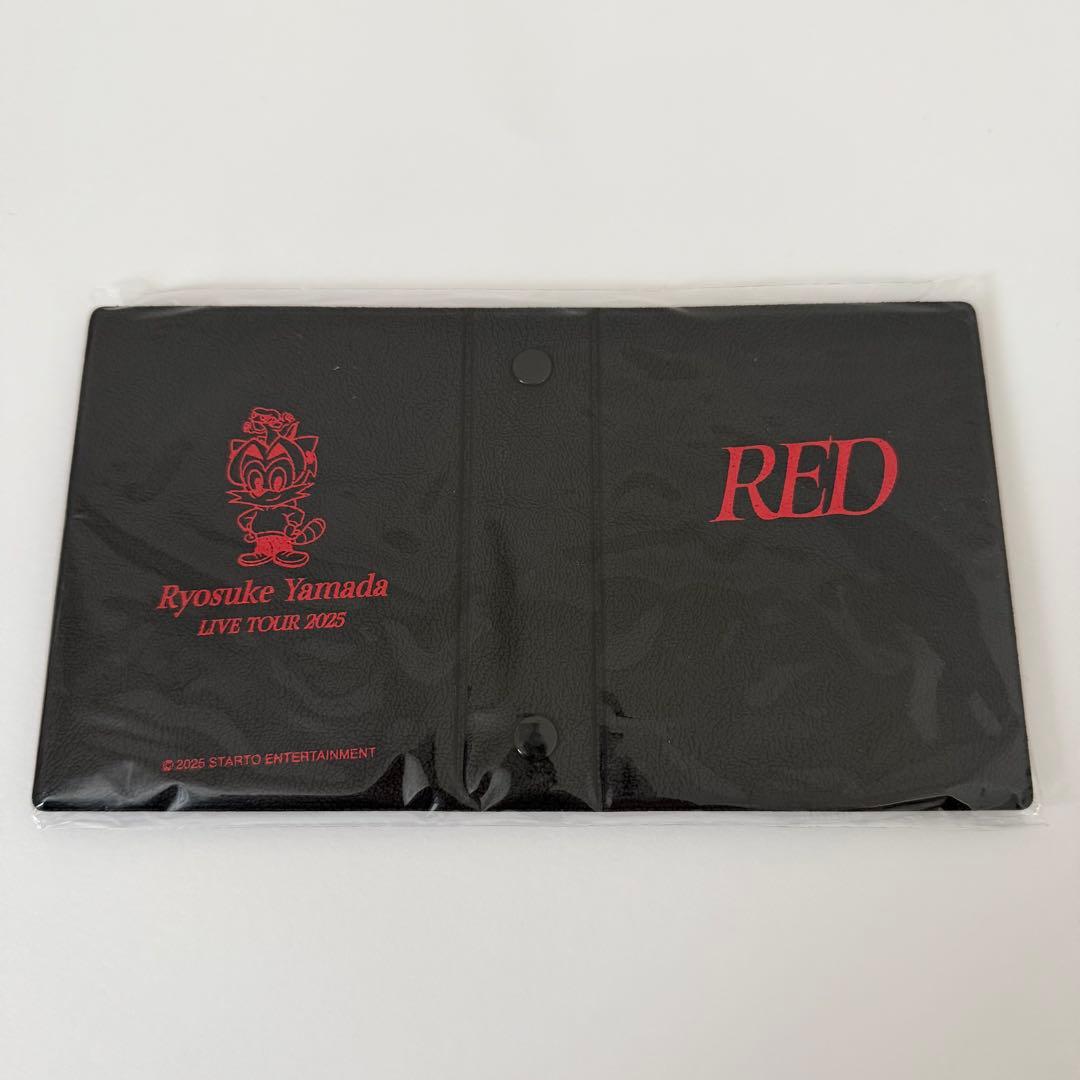 Ryosuke Yamada
LIVE TOUR 2025
© 2025 STARTO ENTERTAINMENT
RED